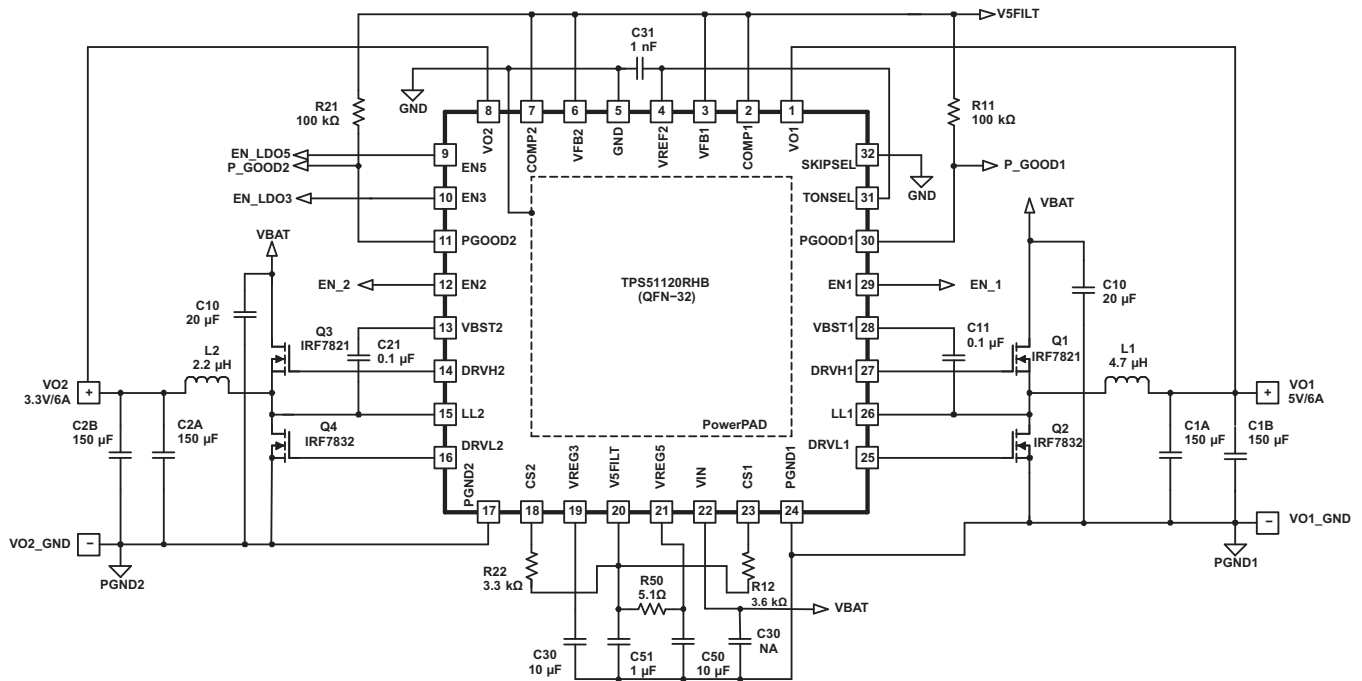 V5FILT
C31
1 nF
GND
R21
100 kΩ
R11
100 kΩ
8
7
6
5
4
3
2
1
VO2
COMP2
VFB2
GND
VREF2
VFB1
COMP1
VO1
EN_LDO5
P_GOOD2
9
EN5
32
SKIPSEL
P_GOOD1
GND
EN_LDO3
10
EN3
TONSEL
31
VBAT
VBAT
11
PGOOD2
PGOOD1
30
EN_2
12
EN2
TPS51120RHB
(QFN−32)
EN1
29
EN_1
C10
20 µF
C10
20 µF
13
VBST2
VBST1
28
Q3
IRF7821
C21
0.1 µF
C11
0.1 µF
Q1
IRF7821
L2
2.2 µH
L1
4.7 µH
14
DRVH2
DRVH1
27
VO2
3.3V/6A
+
+
VO1
5V/6A
15
LL2
LL1
26
C2B
150 µF
C2A
150 µF
Q4
IRF7832
PowerPAD
Q2
IRF7832
C1A
150 µF
C1B
150 µF
16
DRVL2
DRVL1
25
PGND2
CS2
VREG3
V5FILT
VREG5
VIN
CS1
PGND1
17
18
19
20
21
22
23
24
VO2_GND
−
−
VO1_GND
PGND2
PGND1
R22
3.3 kΩ
R50
5.1Ω
R12
3.6 kΩ
VBAT
C30
10 µF
C51
1 µF
C50
10 µF
C30
NA